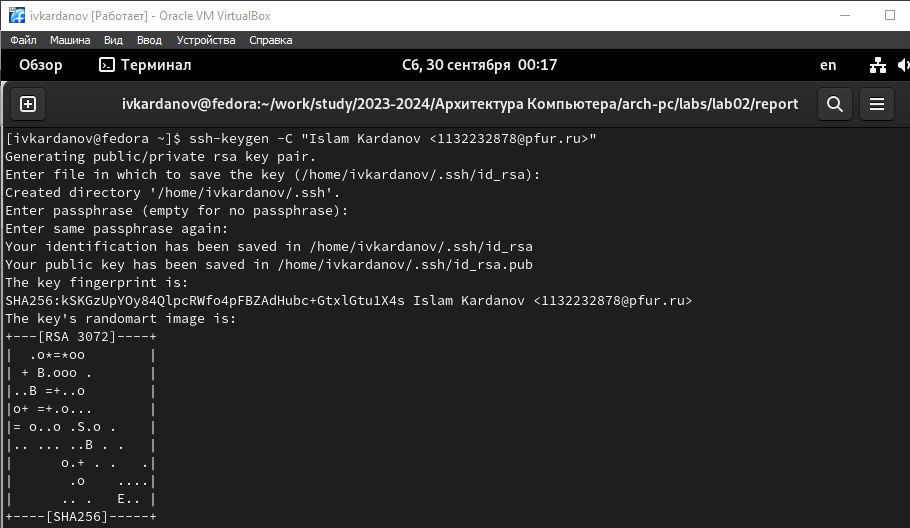 ivkardanov [Работает] - Oracle VM VirtualBox
Файл Машина Вид Ввод Устройства Справка
Обзор Терминал Сб, 30 сентября 00:17 en
ivkardanov@fedora:~/work/study/2023-2024/Архитектура Компьютера/arch-pc/labs/lab02/report
[ivkardanov@fedora ~]$ ssh-keygen -C "Islam Kardanov <1132232878@pfur.ru>"
Generating public/private rsa key pair.
Enter file in which to save the key (/home/ivkardanov/.ssh/id_rsa):
Created directory '/home/ivkardanov/.ssh'.
Enter passphrase (empty for no passphrase):
Enter same passphrase again:
Your identification has been saved in /home/ivkardanov/.ssh/id_rsa
Your public key has been saved in /home/ivkardanov/.ssh/id_rsa.pub
The key fingerprint is:
SHA256:kSKGzUpYOy84QlpcRWfo4pFBZAdHubc+GtxlGtu1X4s Islam Kardanov <1132232878@pfur.ru>
The key's randomart image is:
+---[RSA 3072]----+
|  .o*=*oo        |
| + B.ooo .       |
|..B =+..o        |
|o+ =+.o...       |
|= o..o .S.o .    |
|.. ... ..B . .   |
|      o.+ . .   .|
|       .o    ....|
|      .. .   E.. |
+----[SHA256]-----+